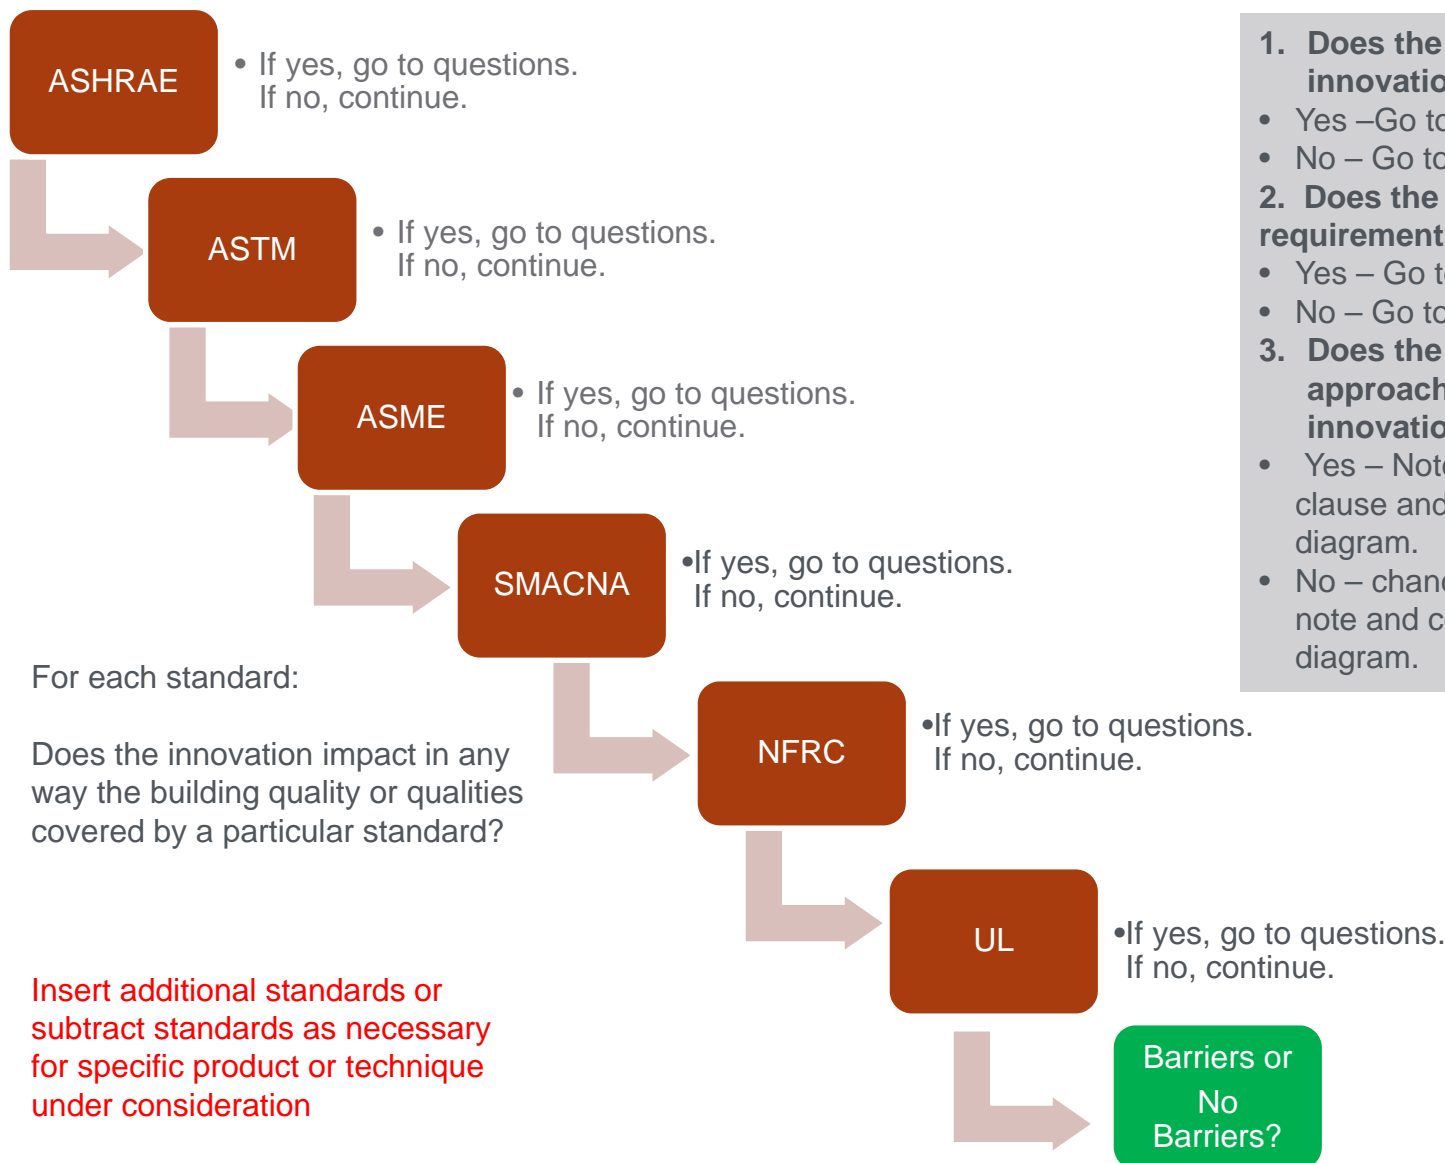 ASHRAE
• If yes, go to questions.
If no, continue.
ASTM
• If yes, go to questions.
If no, continue.
ASME
• If yes, go to questions.
If no, continue.
SMACNA
•If yes, go to questions.
If no, continue.
NFRC
•If yes, go to questions.
If no, continue.
UL
•If yes, go to questions.
If no, continue.
Barriers or
No
Barriers?
For each standard:
Does the innovation impact in any
way the building quality or qualities
covered by a particular standard?
Insert additional standards or
subtract standards as necessary
for specific product or technique
under consideration
1. Does the
innovatio
• Yes –Go to
• No – Go to
2. Does the
requirement
• Yes – Go t
• No – Go to
3. Does the
approach
innovatio
• Yes – Note
clause and
diagram.
• No – chan
note and c
diagram.